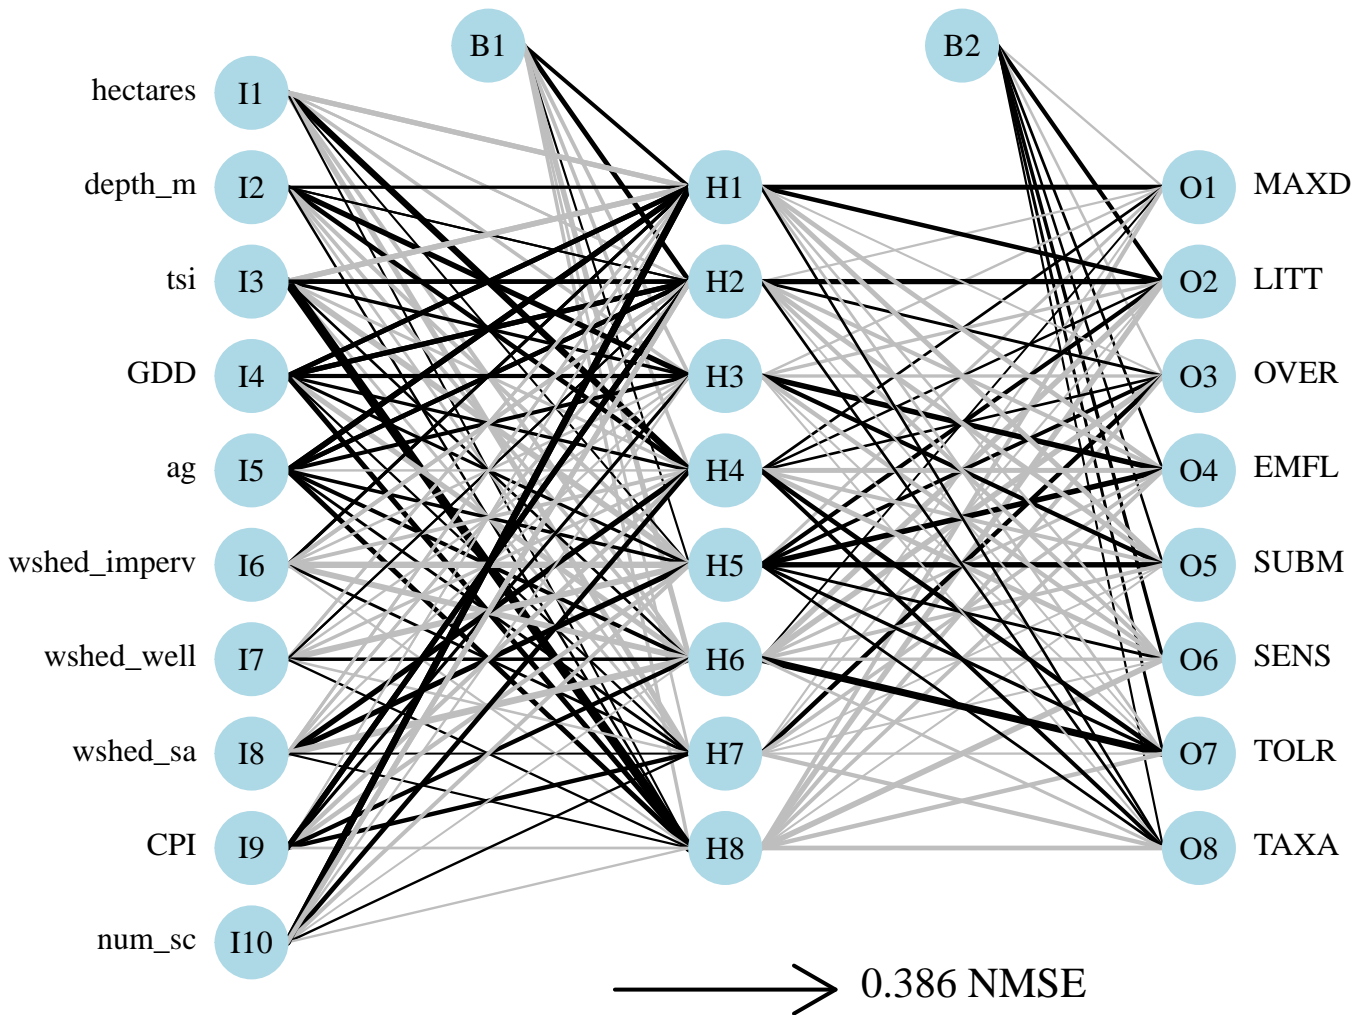 B1 B2
hectares I1
depth_m I2 H1 O1 MAXD
tsi I3 H2 O2 LITT
GDD I4 H3 O3 OVER
ag I5 H4 O4 EMFL
wshed_imperv I6 H5 O5 SUBM
wshed_well I7 H6 O6 SENS
wshed_sa I8 H7 O7 TOLR
CPI I9 H8 O8 TAXA
num_sc I10
0.386 NMSE